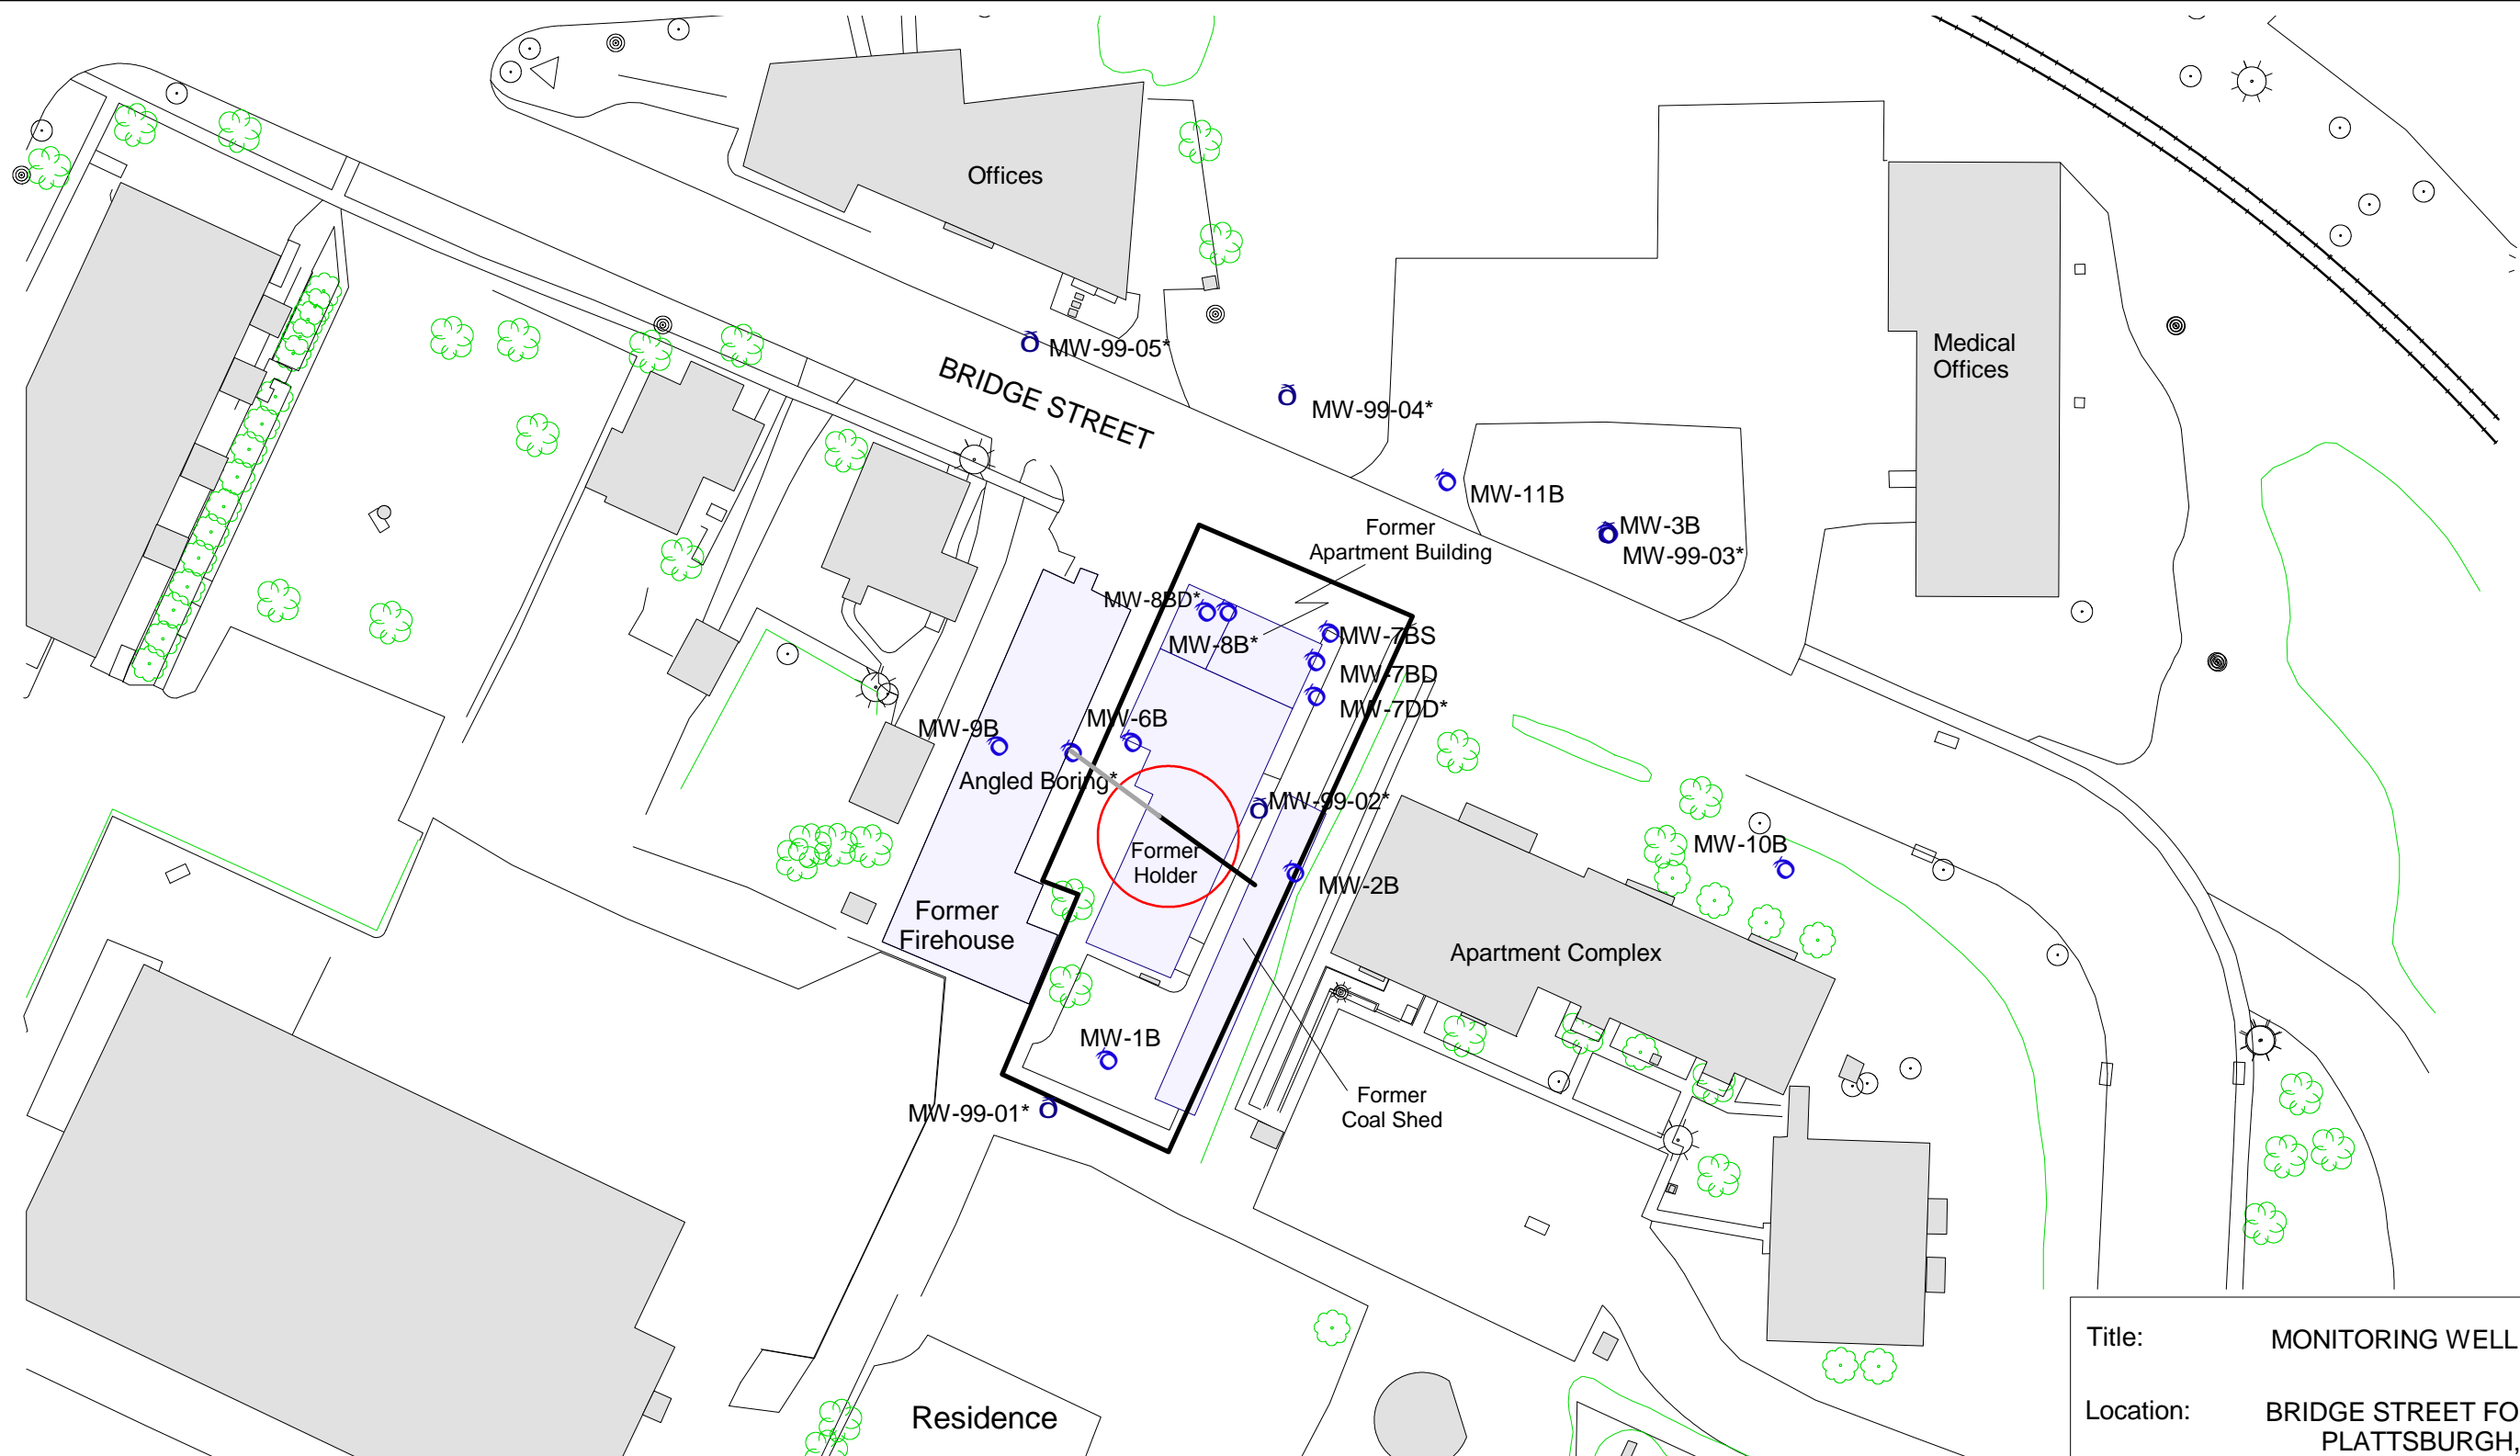 Offices
Medical
Offices
MW-99-05*
BRIDGE STREET
MW-99-04*
MW-11B
MW-3B
MW-99-03*
Former
Apartment Building
MW-8BD*
MW-8B*
MW-7BS
MW-7BD
MW-7DD*
MW-9B
MW-6B
Angled Boring*
MW-99-02*
Former
Holder
MW-2B
MW-10B
Former
Firehouse
Apartment Complex
MW-1B
MW-99-01*
Former
Coal Shed
Residence
Title: MONITORING WELL
Location: BRIDGE STREET FO
PLATTSBURGH,